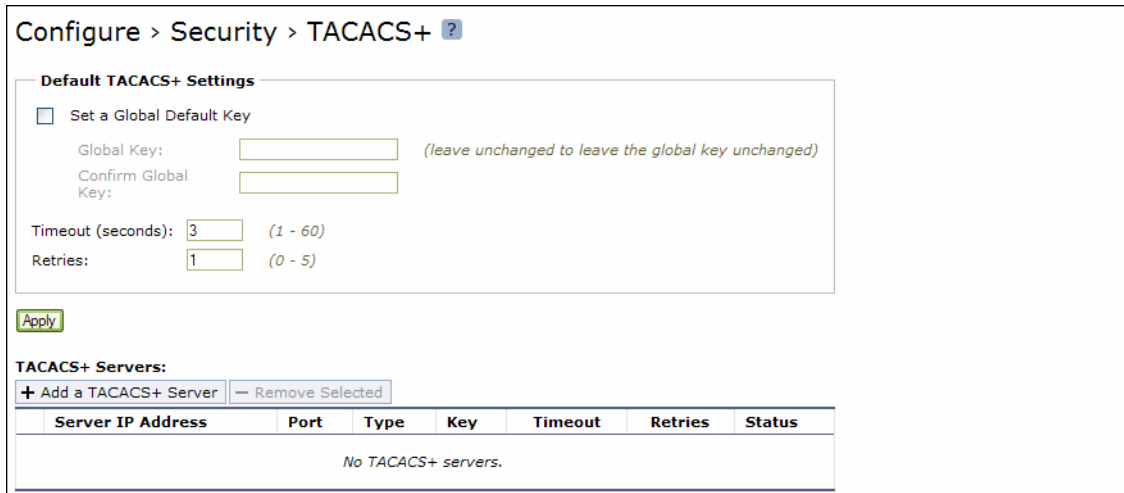 Configure › Security › TACACS+ ?
Default TACACS+ Settings
Set a Global Default Key
Global Key: (leave unchanged to leave the global key unchanged)
Confirm Global
Key:
Timeout (seconds): 3 (1 - 60)
Retries: 1 (0 - 5)
Apply
TACACS+ Servers:
+ Add a TACACS+ Server − Remove Selected
Server IP Address Port Type Key Timeout Retries Status
No TACACS+ servers.